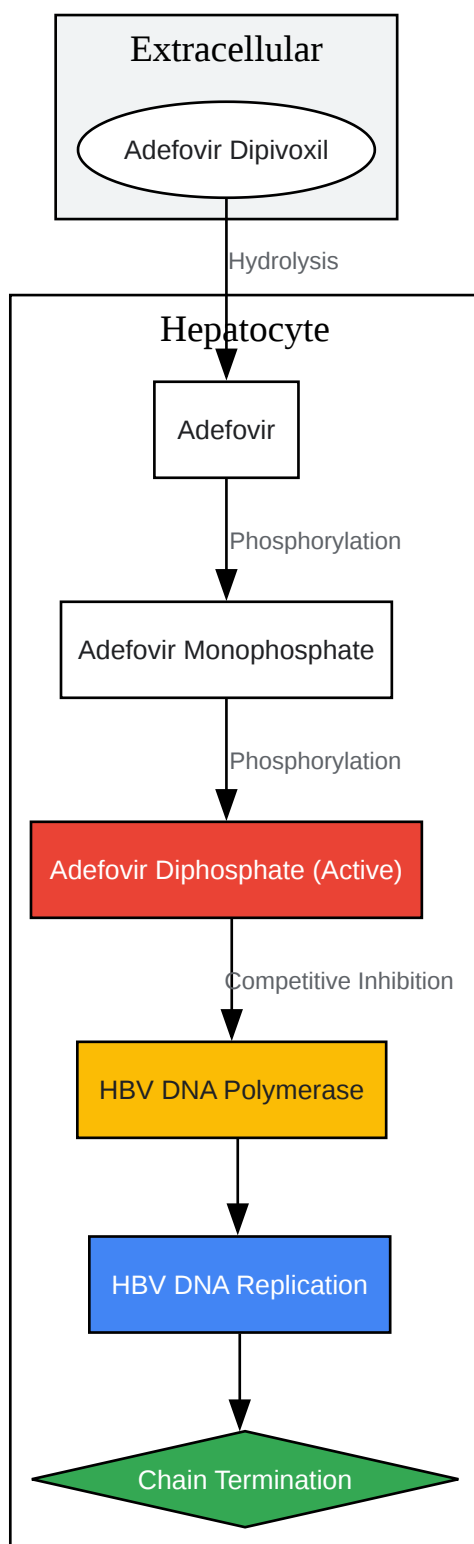 Extracellular
Adefovir Dipivoxil
Hydrolysis
Hepatocyte
Adefovir
Phosphorylation
Adefovir Monophosphate
Phosphorylation
Adefovir Diphosphate (Active)
Competitive Inhibition
HBV DNA Polymerase
HBV DNA Replication
Chain Termination